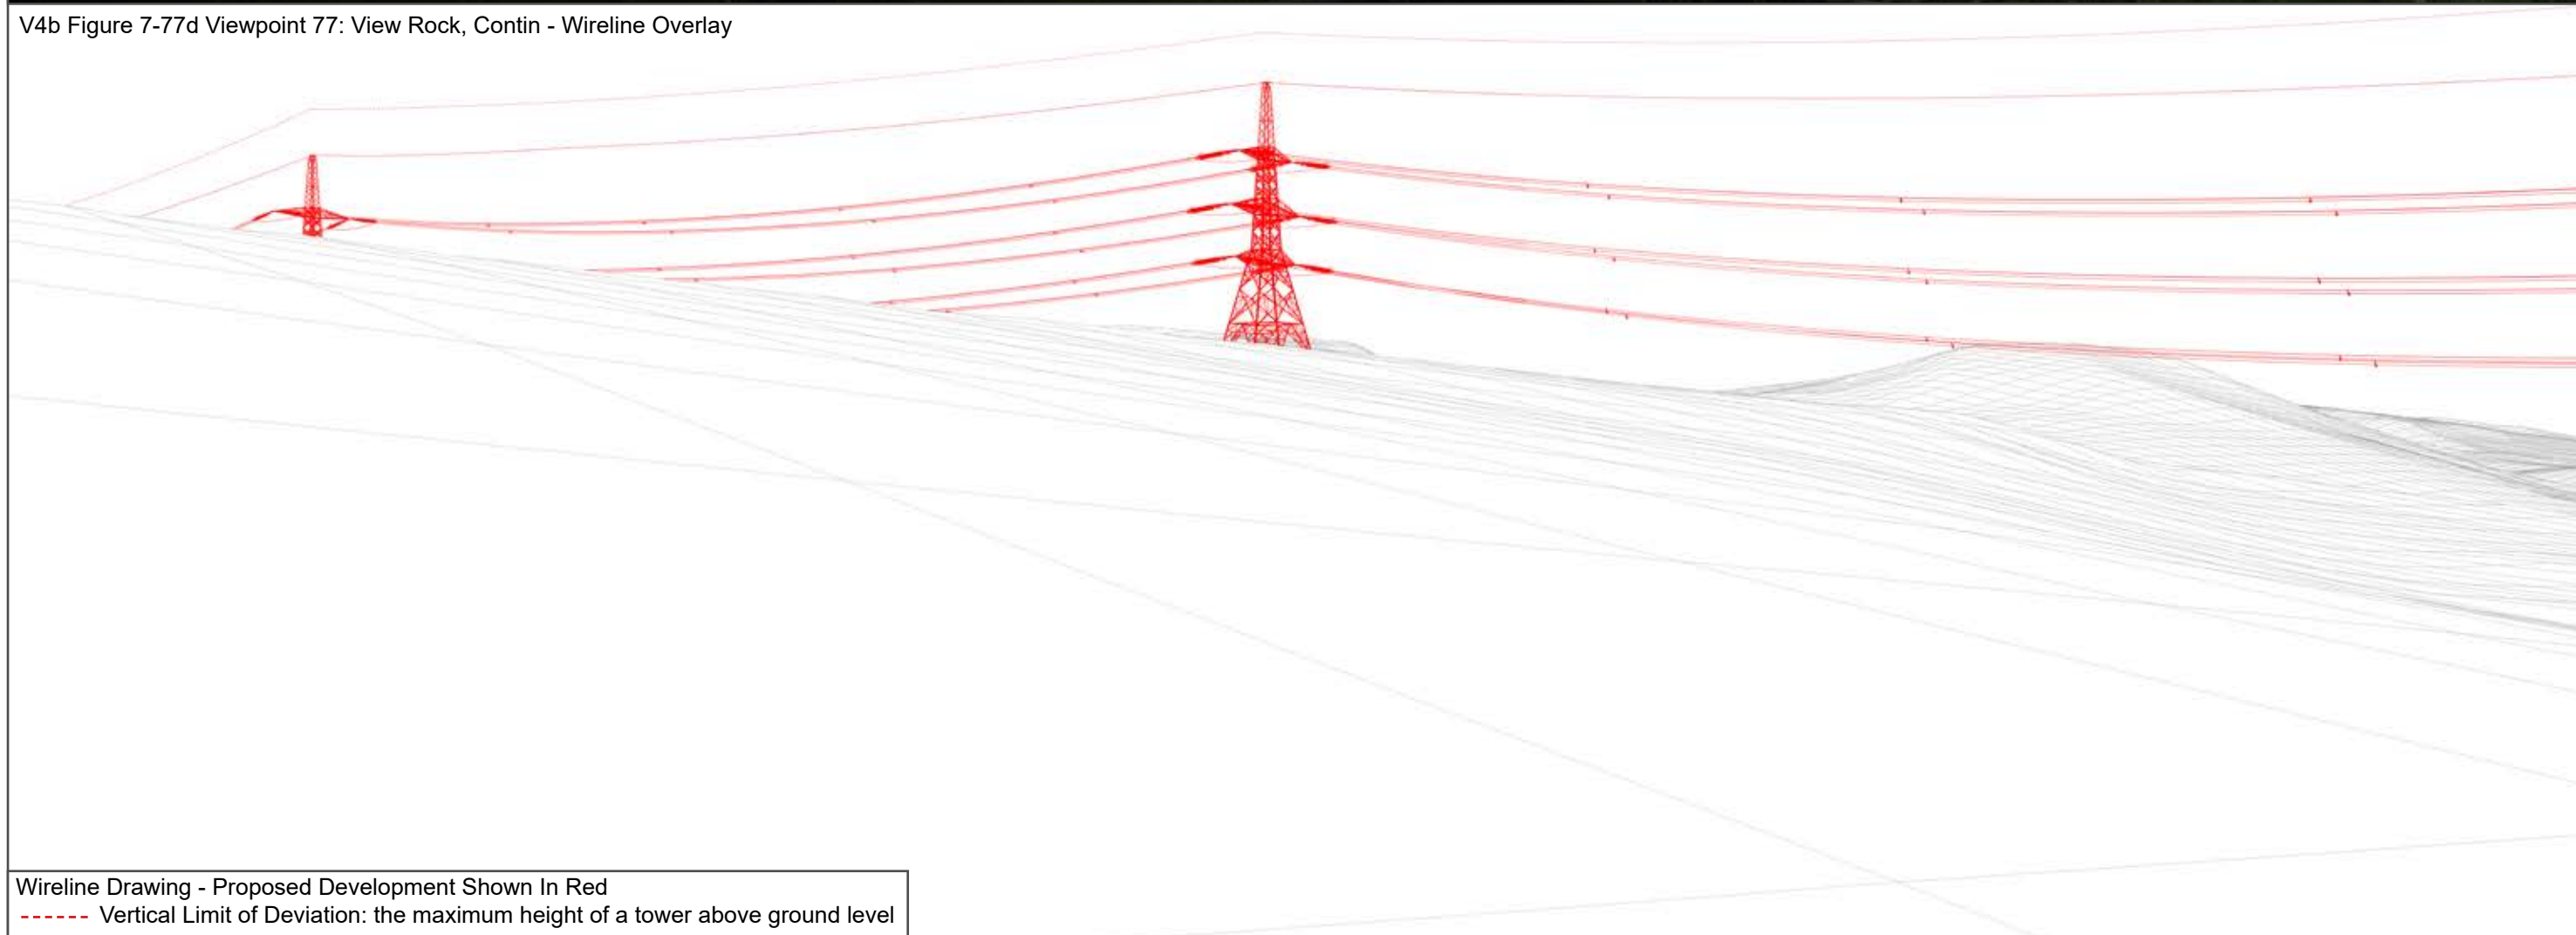 V4b Figure 7-77d Viewpoint 77: View Rock, Contin - Wireline Overlay
Wireline Drawing - Proposed Development Shown In Red
Vertical Limit of Deviation: the maximum height of a tower above ground level